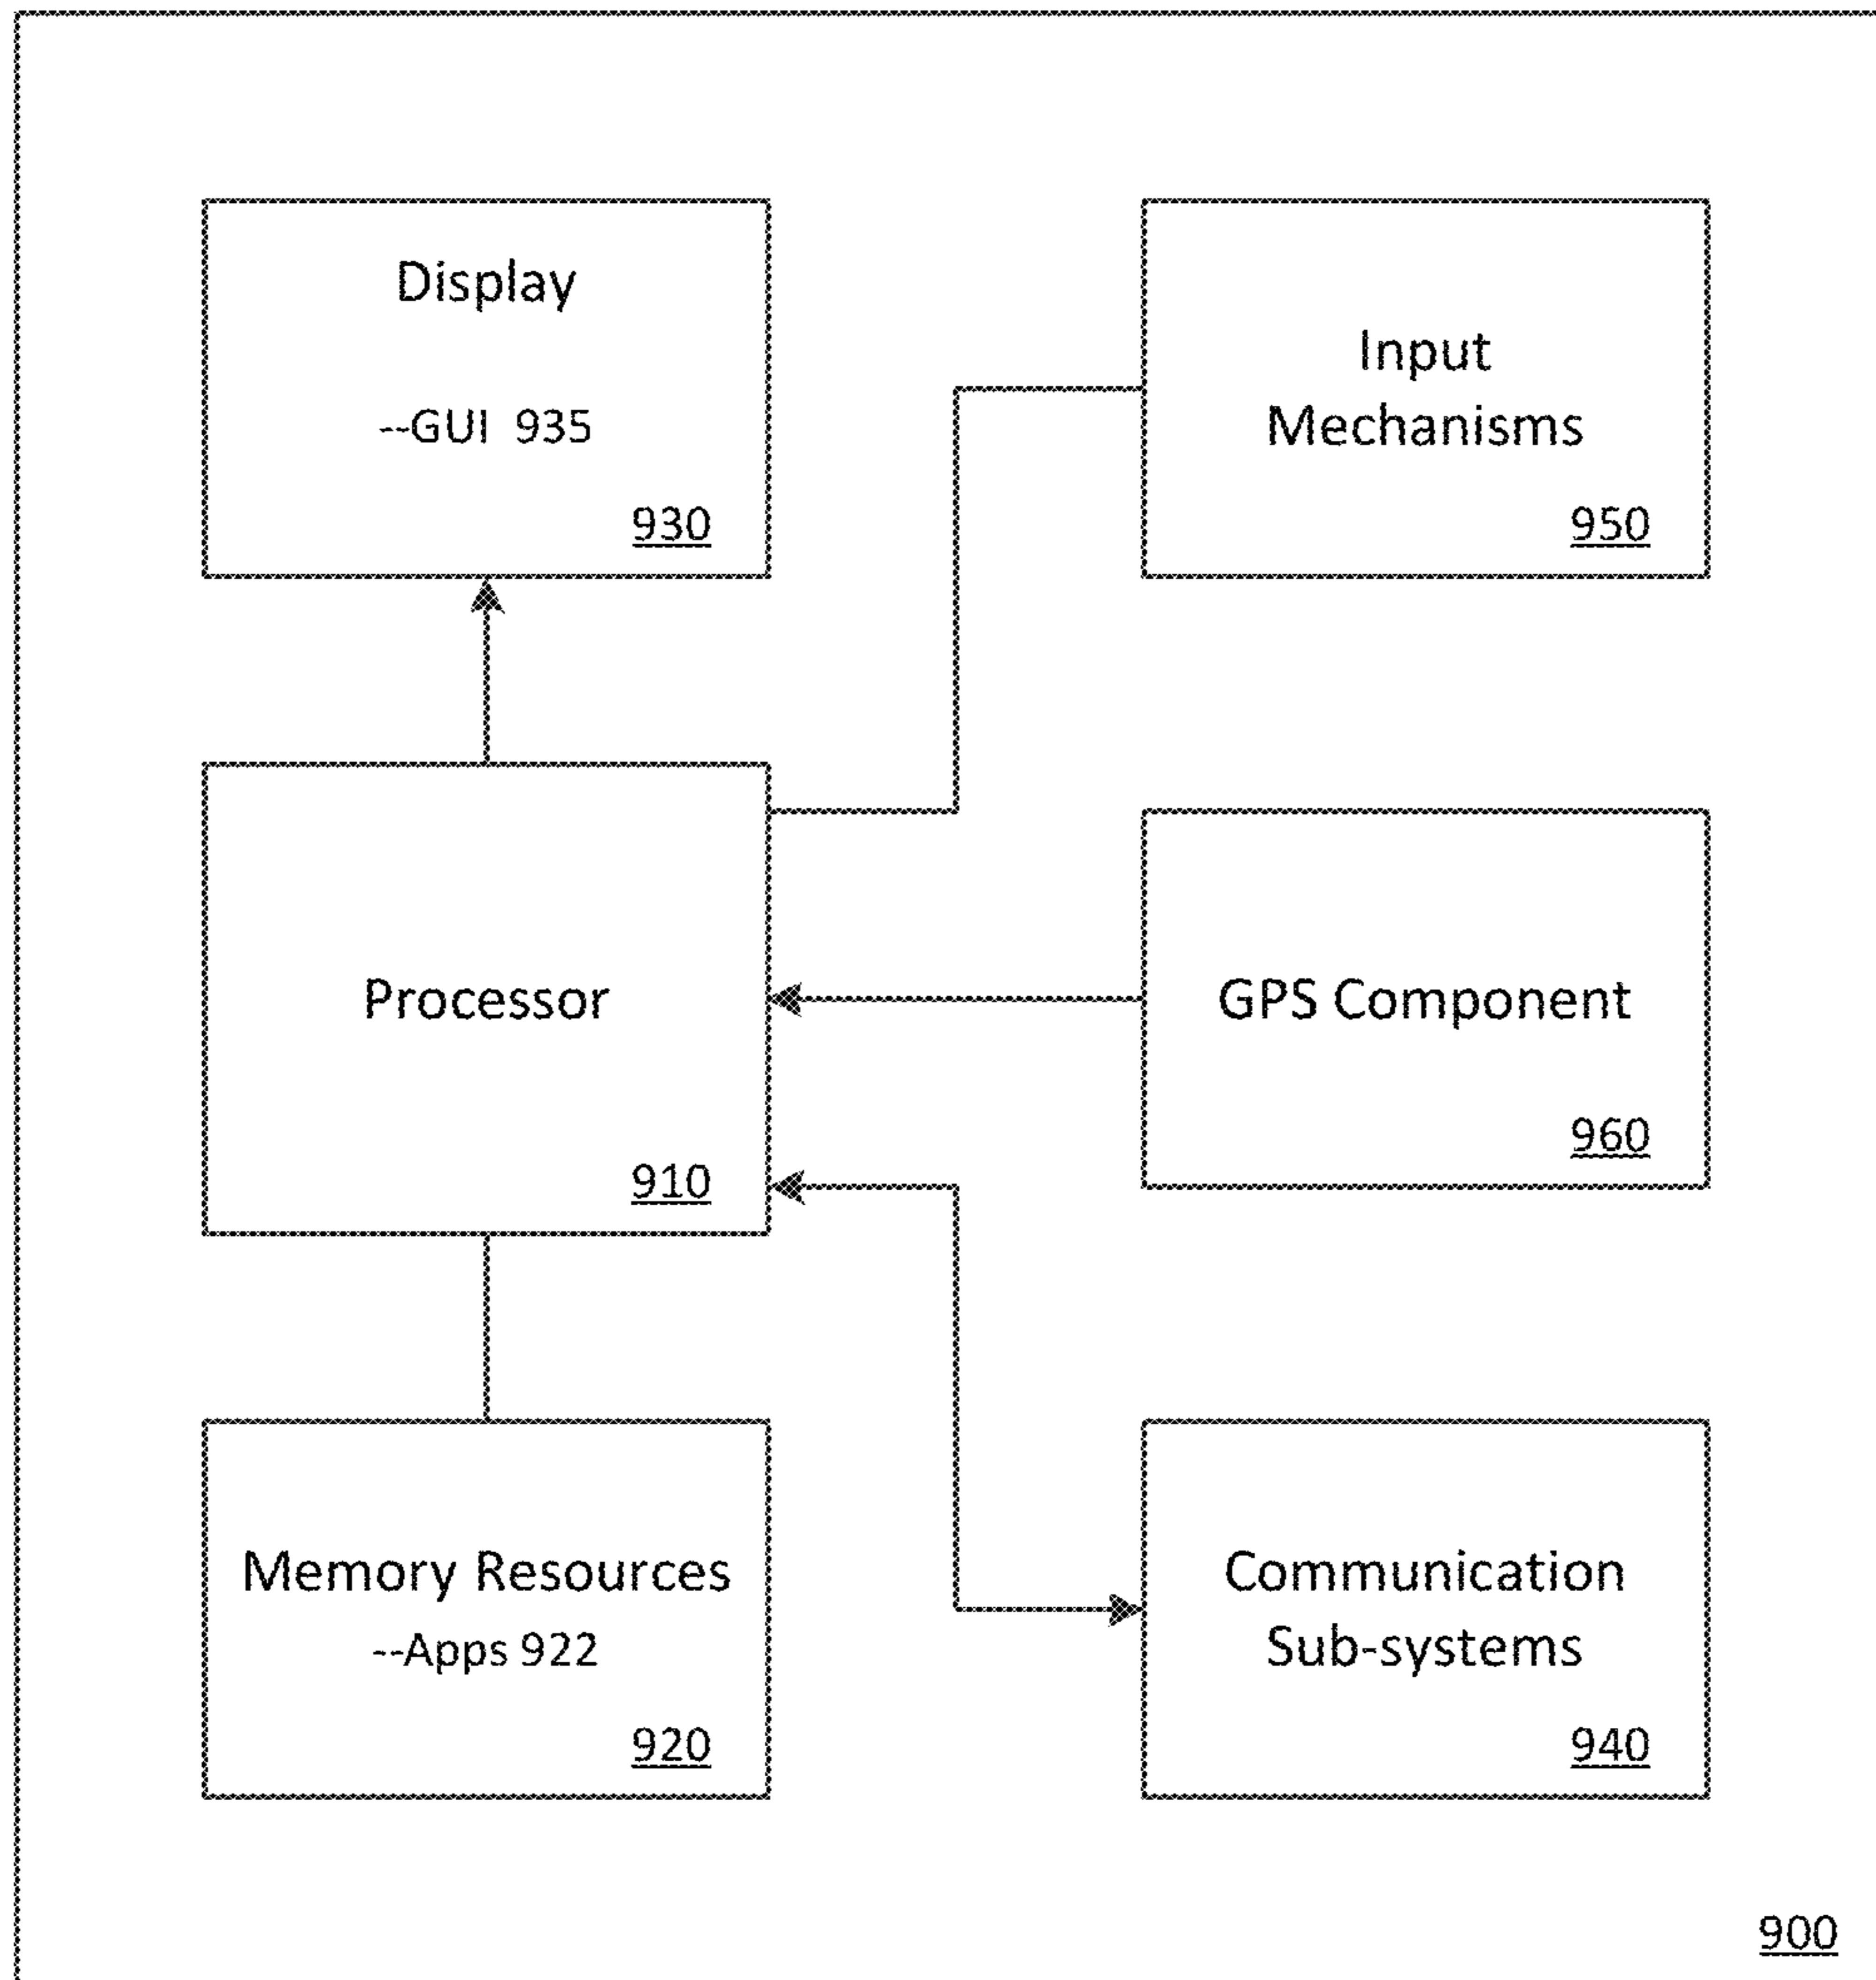 Display
--GUI 935
930
Input
Mechanisms
950
Processor
910
GPS Component
960
Memory Resources
--Apps 922
920
Communication
Sub-systems
940
900